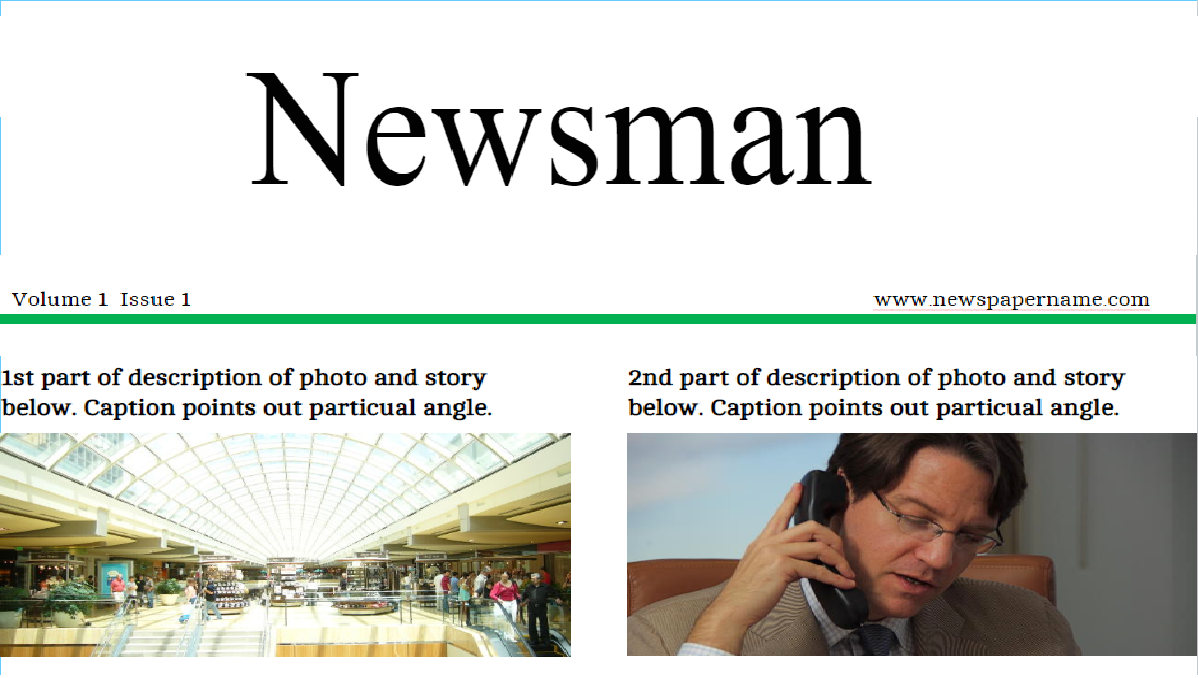 Newsman
Volume 1 Issue 1
www.newspapername.com
1st part of description of photo and story
below. Caption points out particual angle.
2nd part of description of photo and story
below. Caption points out particual angle.